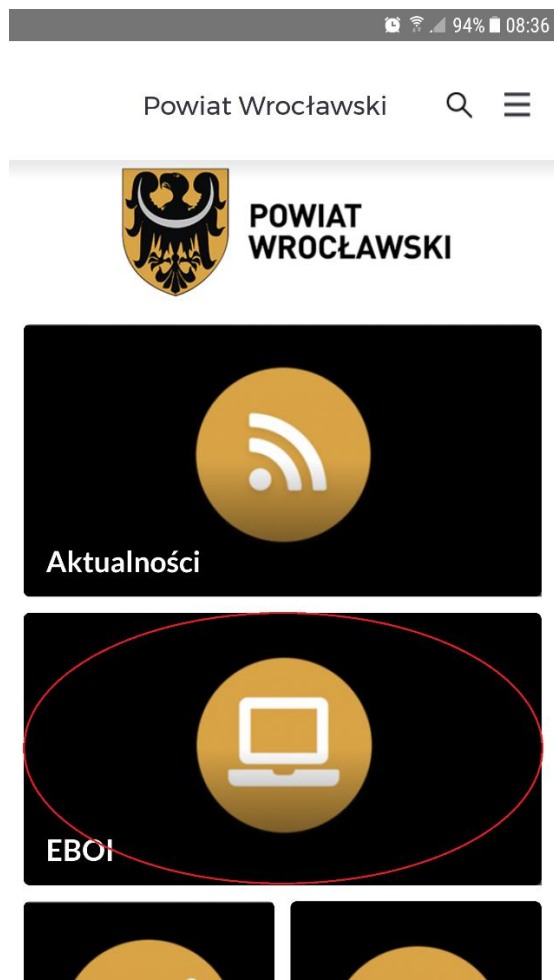 94% 08:36
Powiat Wrocławski
POWIAT
WROCŁAWSKI
Aktualności
EBOI